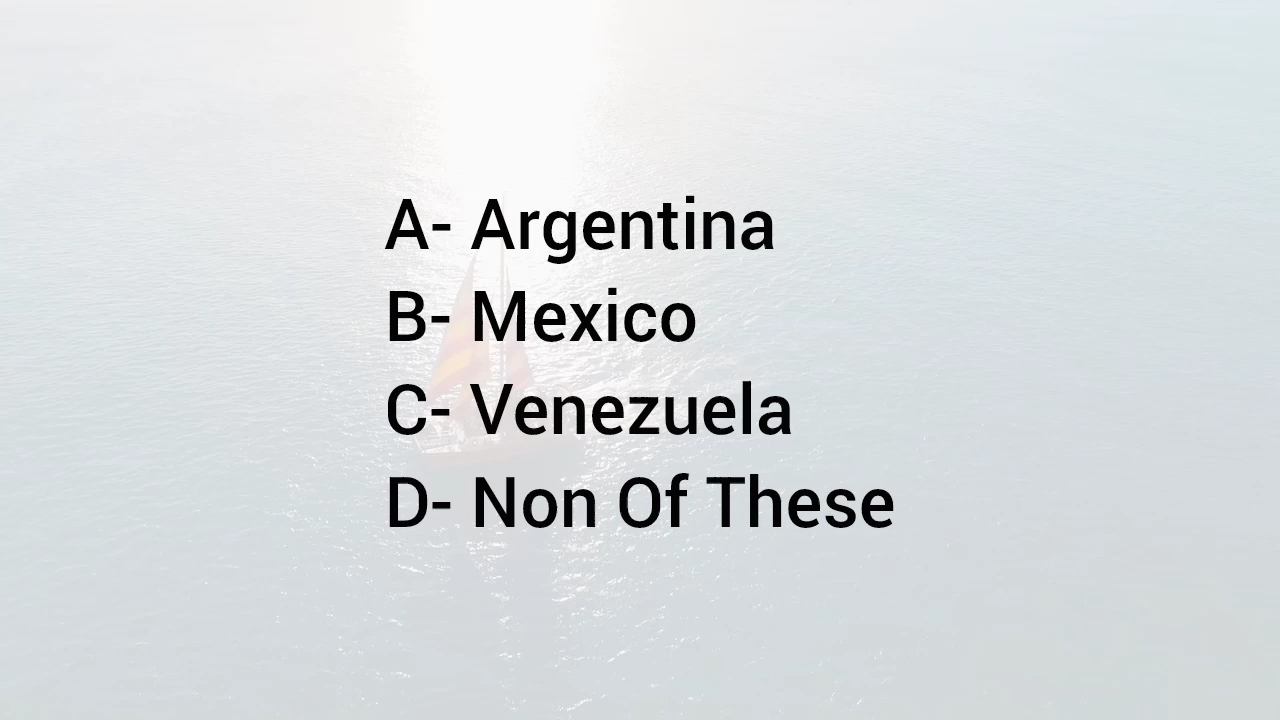 A- Argentina
B- Mexico
C- Venezuela
D- Non Of These